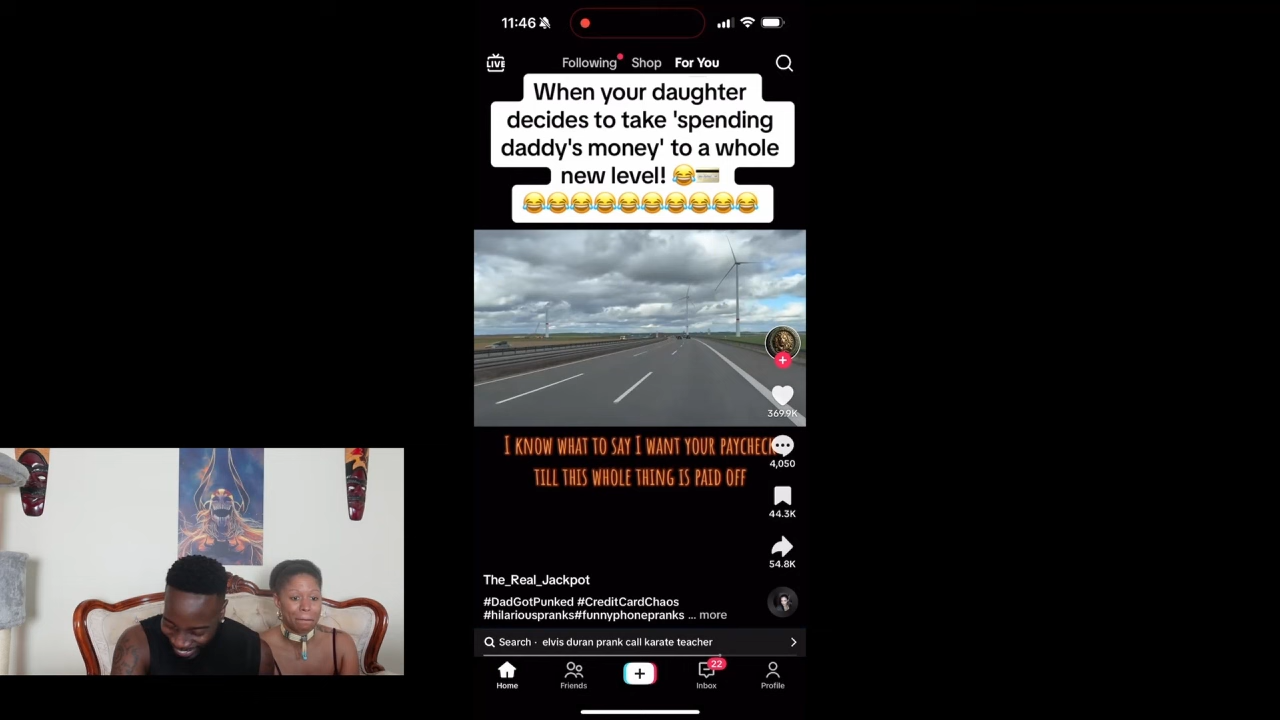 11:46
LIVE
Following
Shop
For You
When your daughter
decides to take 'spending
daddy's money' to a whole
new level! 😂💳
😂😂😂😂😂😂😂😂😂😂
369.9K
I KNOW WHAT TO SAY I WANT YOUR PAYCHECK
TILL THIS WHOLE THING IS PAID OFF
4,050
44.3K
54.8K
The_Real_Jackpot
#DadGotPunked #CreditCardChaos
#hilariouspranks#funnyphonepranks ... more
Search · elvis duran prank call karate teacher
22
Home
Friends
Inbox
Profile